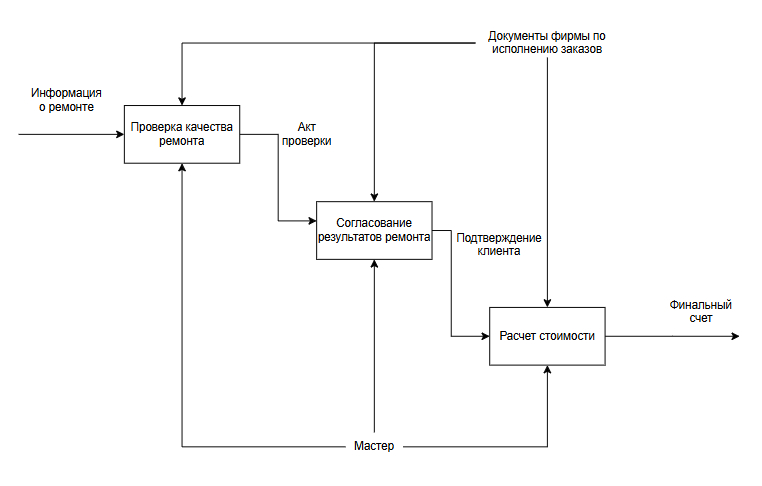 Документы фирмы по
исполнению заказов
Информация
о ремонте
Проверка качества
ремонта
Акт
проверки
Согласование
результатов ремонта
Подтверждение
клиента
Финальный
счет
Расчет стоимости
Мастер